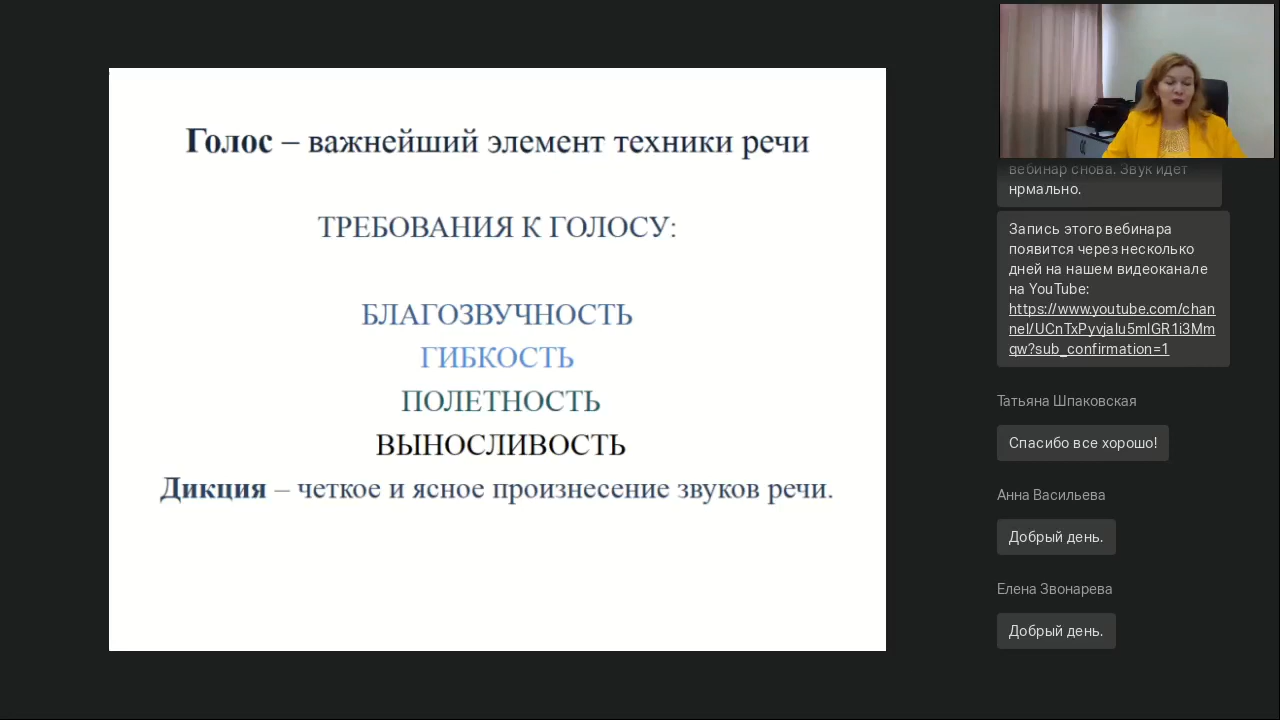 Голос – важнейший элемент техники речи
ТРЕБОВАНИЯ К ГОЛОСУ:
БЛАГОЗВУЧНОСТЬ
ГИБКОСТЬ
ПОЛЕТНОСТЬ
ВЫНОСЛИВОСТЬ
Дикция – четкое и ясное произнесение звуков речи.
вебинар снова. Звук идет
нрмально.
Запись этого вебинара
появится через несколько
дней на нашем видеоканале
на YouTube:
https://www.youtube.com/chan
nel/UCnTxPyvjaIu5mIGR1i3Mm
qw?sub_confirmation=1
Татьяна Шпаковская
Спасибо все хорошо!
Анна Васильева
Добрый день.
Елена Звонарева
Добрый день.